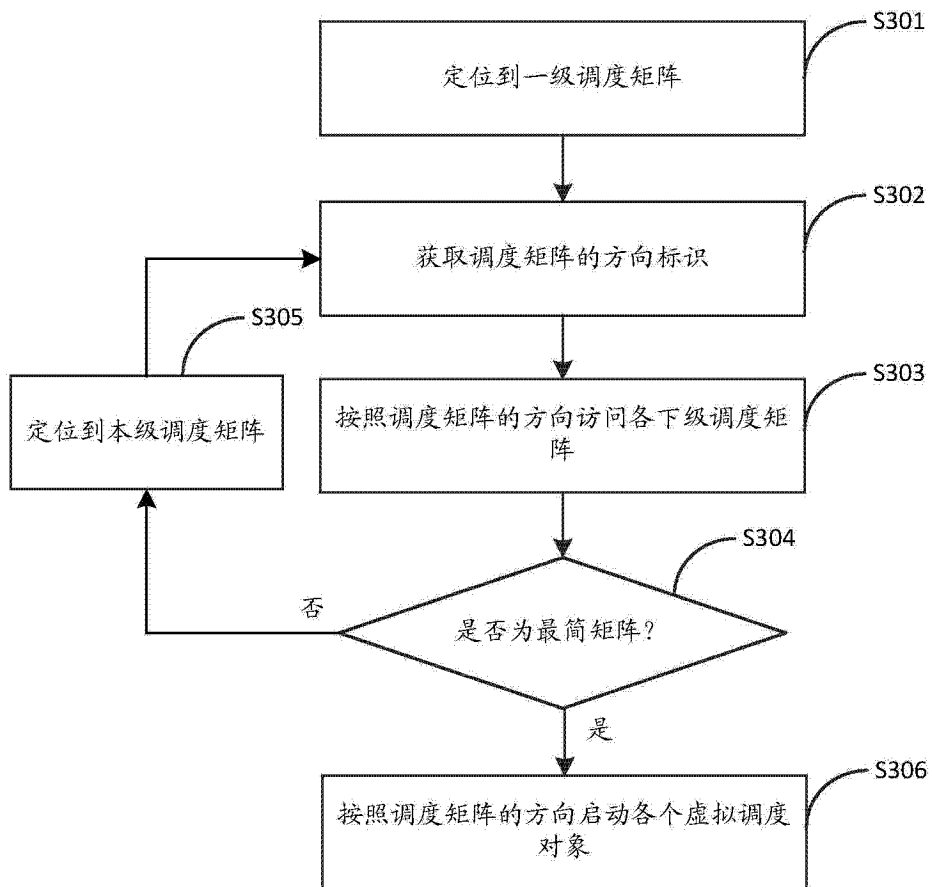 S301
定位到一级调度矩阵
S302
获取调度矩阵的方向标识
S305
S303
定位到本级调度矩阵
按照调度矩阵的方向访问各下级调度矩
阵
S304
否
是否为最简矩阵?
是
S306
按照调度矩阵的方向启动各个虚拟调度
对象